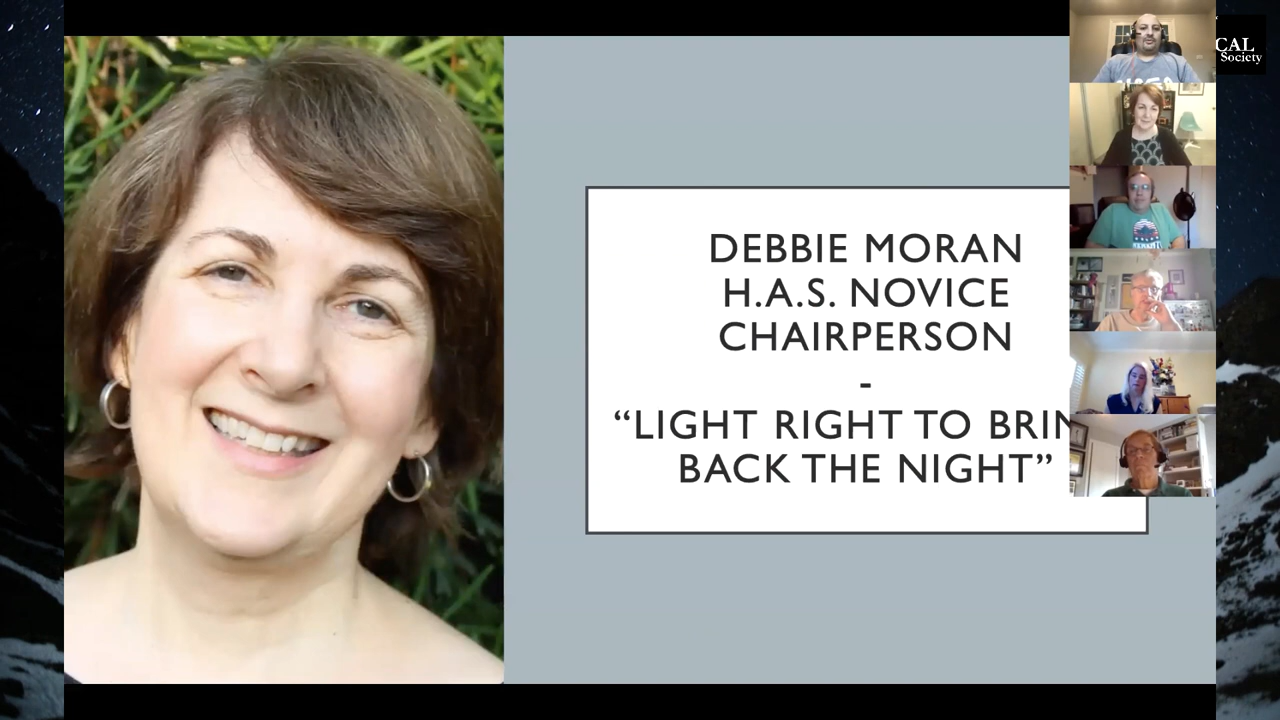 DEBBIE MORAN
H.A.S. NOVICE
CHAIRPERSON
-
“LIGHT RIGHT TO BRIN
BACK THE NIGHT”
CAL
Society